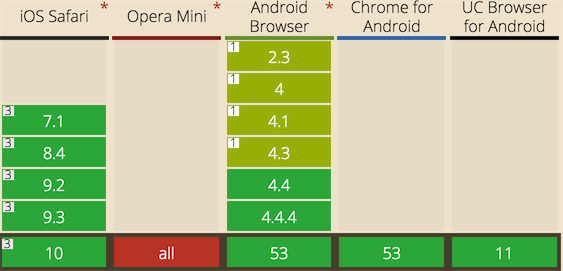 iOS Safari * Opera Mini * Android Browser * Chrome for Android UC Browser for Android
1 2.3
1 4
3 7.1 1 4.1
3 8.4 1 4.3
3 9.2 4.4
3 9.3 4.4.4
3 10 all 53 53 11